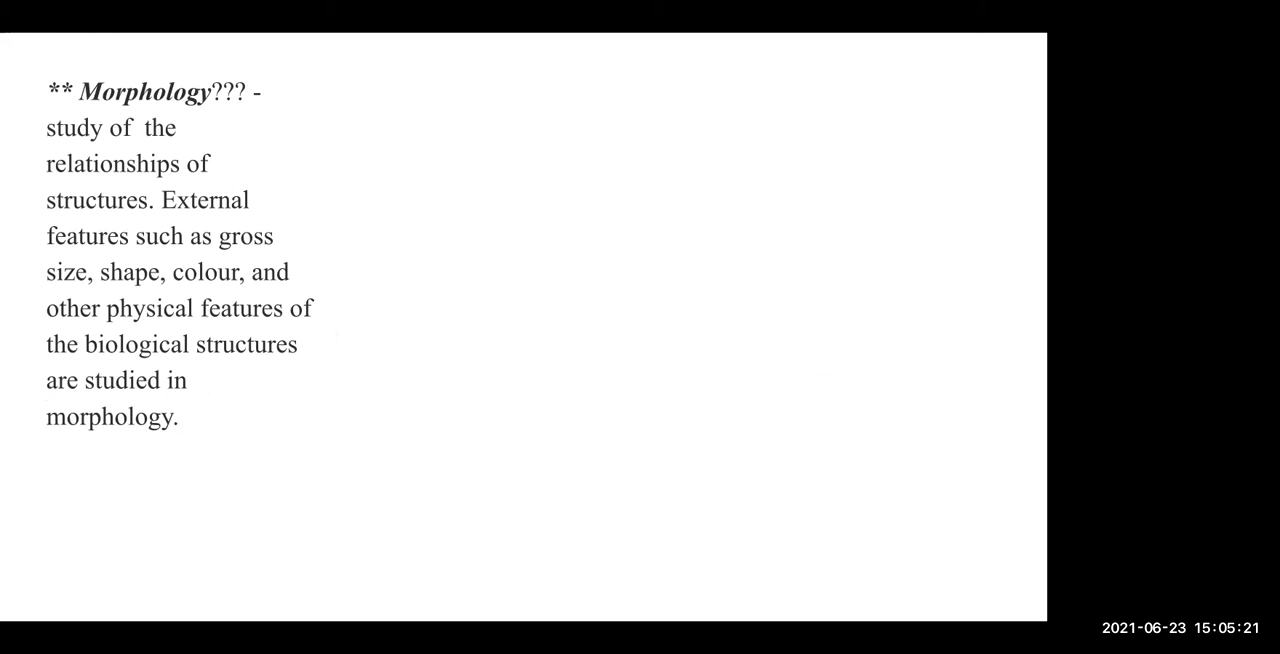 ** Morphology??? -
study of  the
relationships of
structures. External
features such as gross
size, shape, colour, and
other physical features of
the biological structures
are studied in
morphology.
2021-06-23 15:05:21